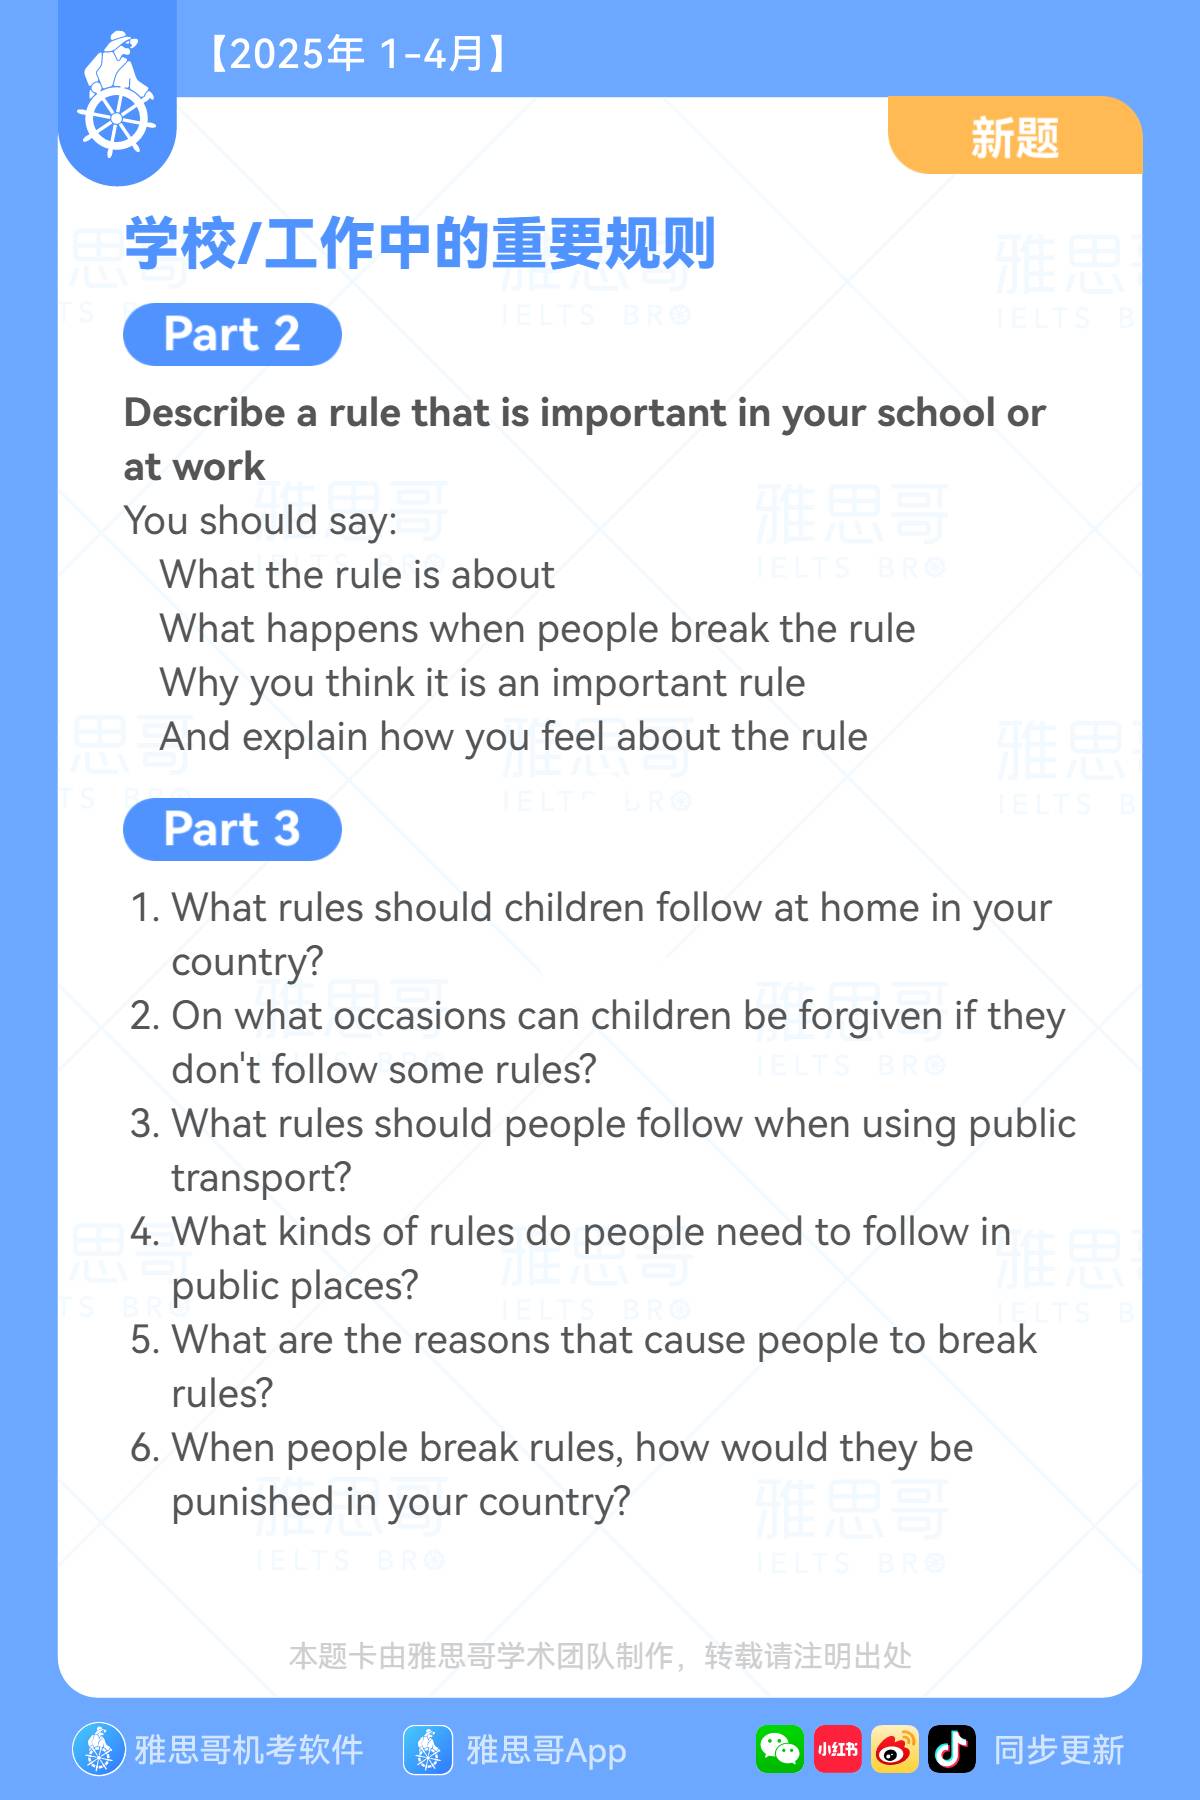 【2025年 1-4月】
新题
学校/工作中的重要规则
Part 2
Describe a rule that is important in your school or
at work
You should say:
What the rule is about
What happens when people break the rule
Why you think it is an important rule
And explain how you feel about the rule
Part 3
1. What rules should children follow at home in your
country?
2. On what occasions can children be forgiven if they
don't follow some rules?
3. What rules should people follow when using public
transport?
4. What kinds of rules do people need to follow in
public places?
5. What are the reasons that cause people to break
rules?
6. When people break rules, how would they be
punished in your country?
雅思哥
IELTS BRO
本题卡由雅思哥学术团队制作，转载请注明出处
雅思哥机考软件 雅思哥App 小红书 同步更新